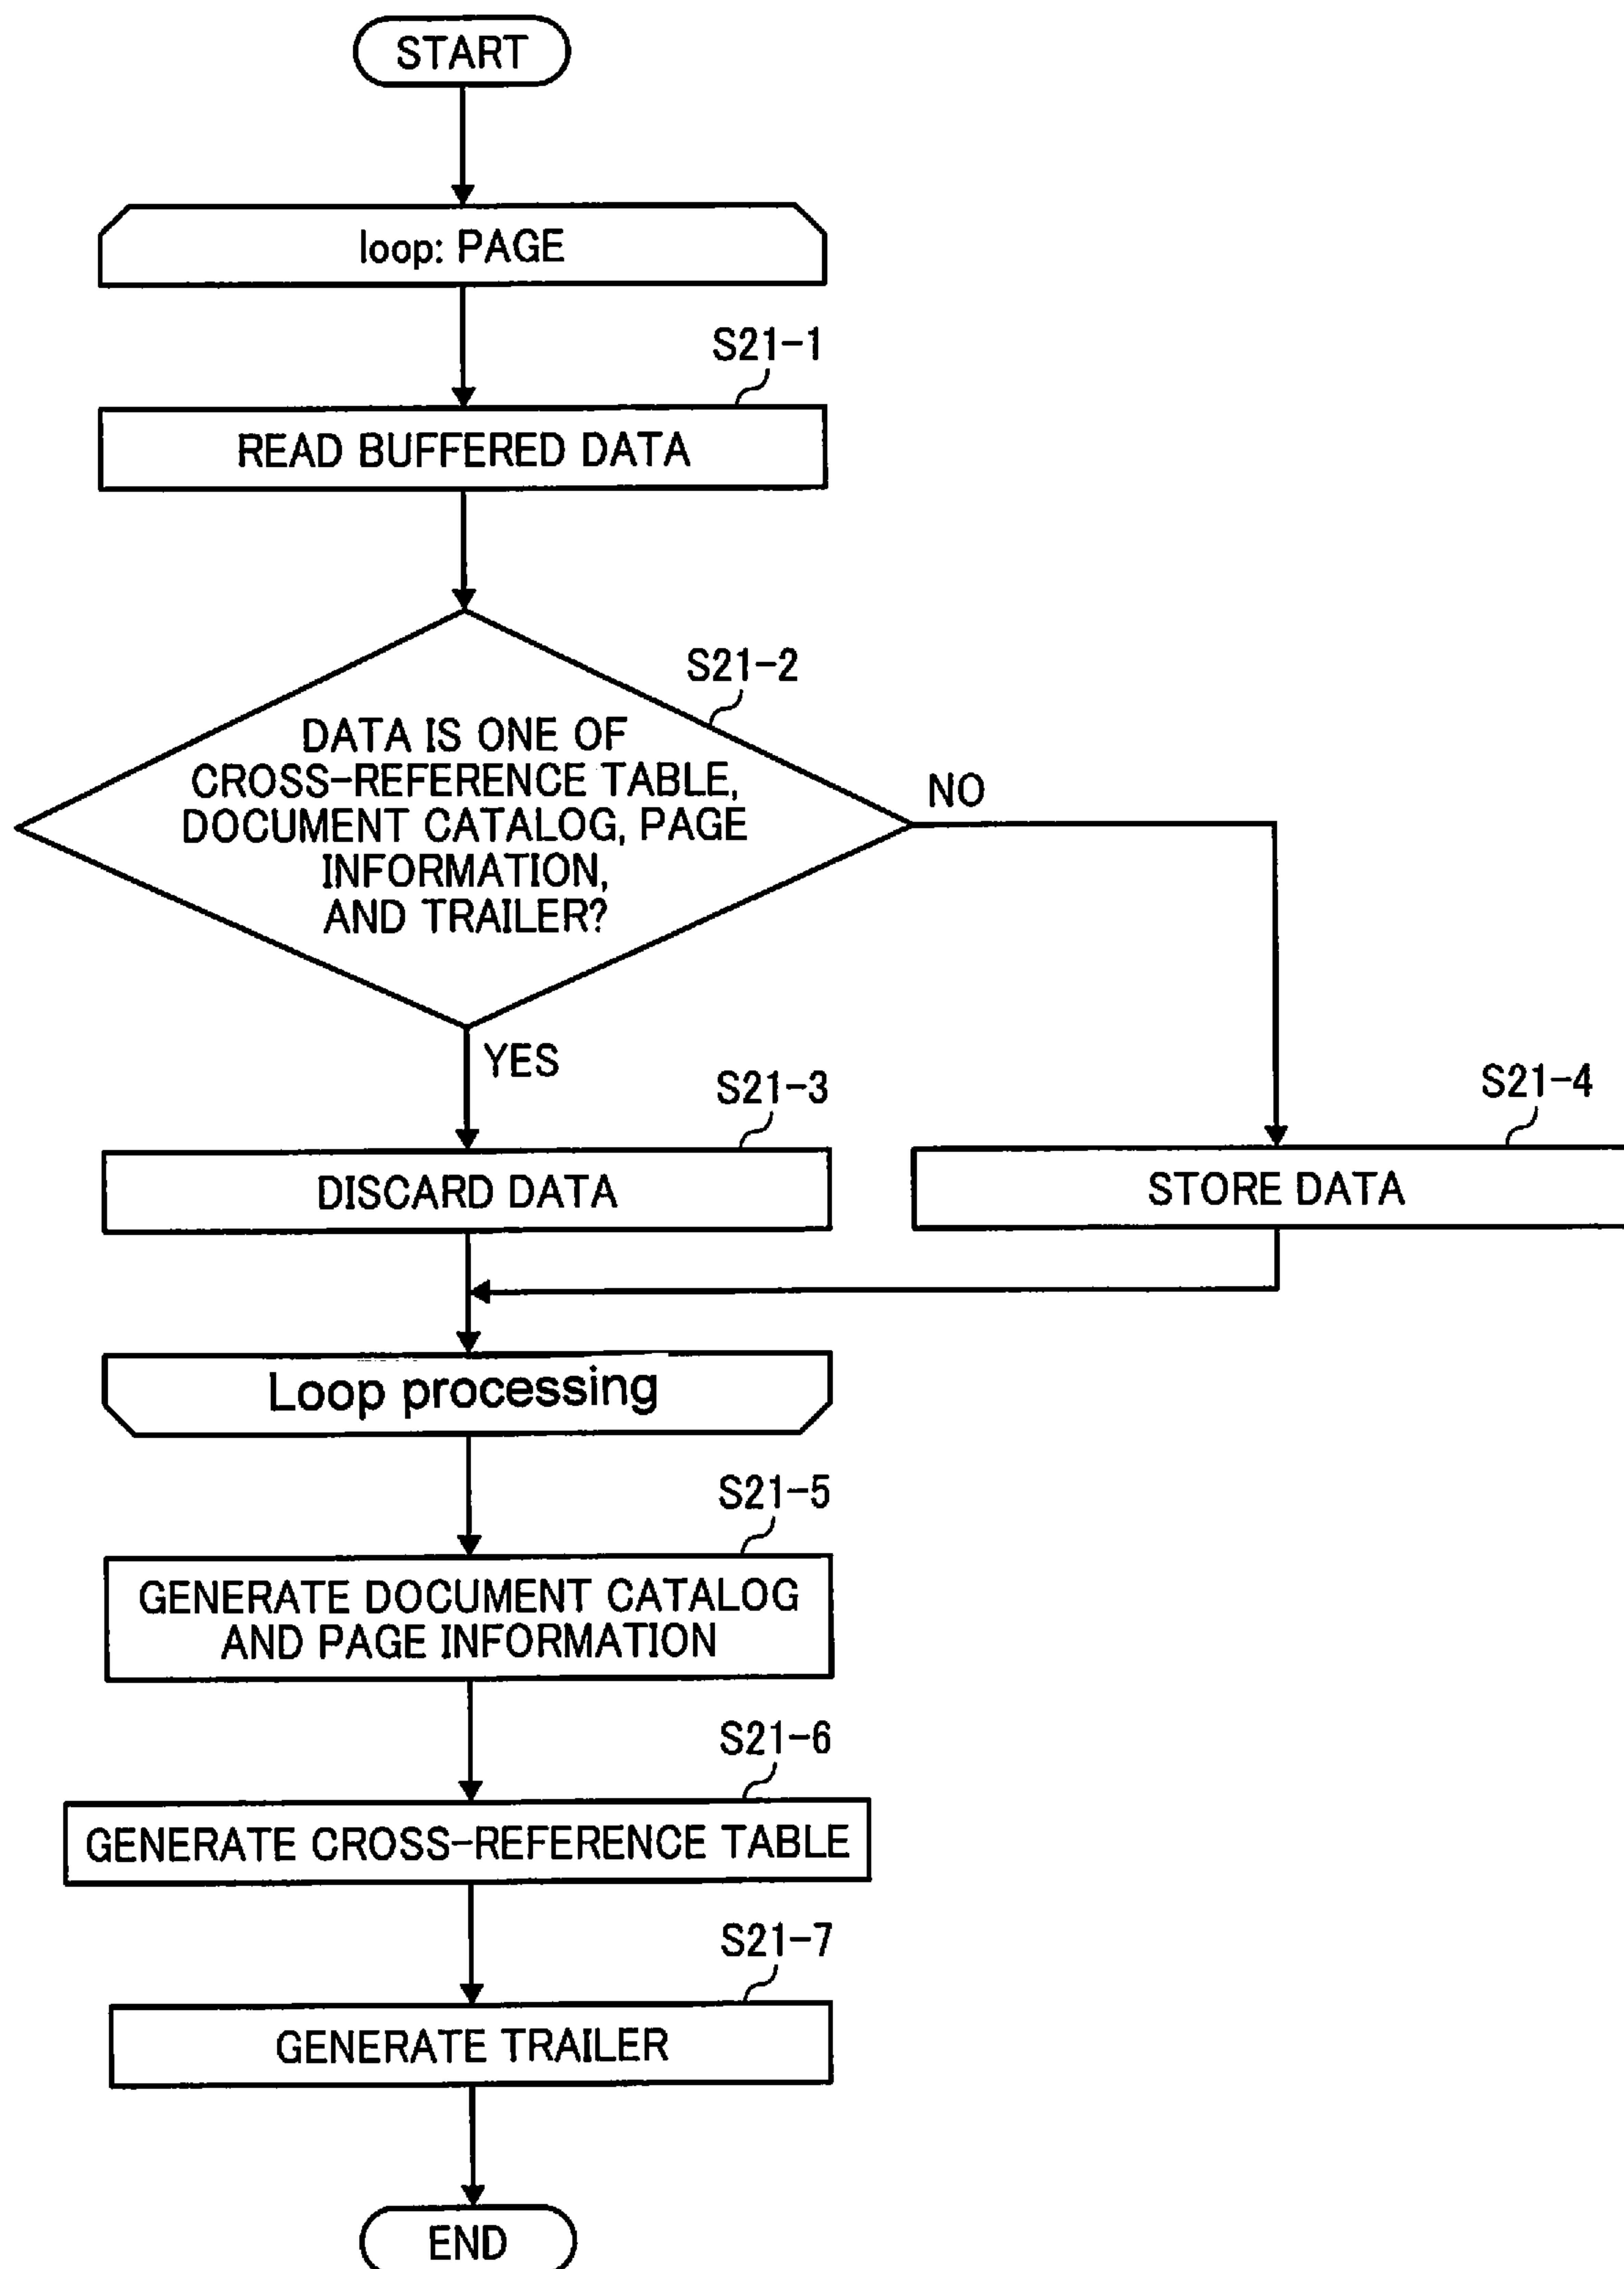 START
loop: PAGE
S21-1
READ BUFFERED DATA
S21-2
DATA IS ONE OF
CROSS-REFERENCE TABLE,
DOCUMENT CATALOG, PAGE
INFORMATION,
AND TRAILER?
NO
YES
S21-3
DISCARD DATA
S21-4
STORE DATA
Loop processing
S21-5
GENERATE DOCUMENT CATALOG
AND PAGE INFORMATION
S21-6
GENERATE CROSS-REFERENCE TABLE
S21-7
GENERATE TRAILER
END